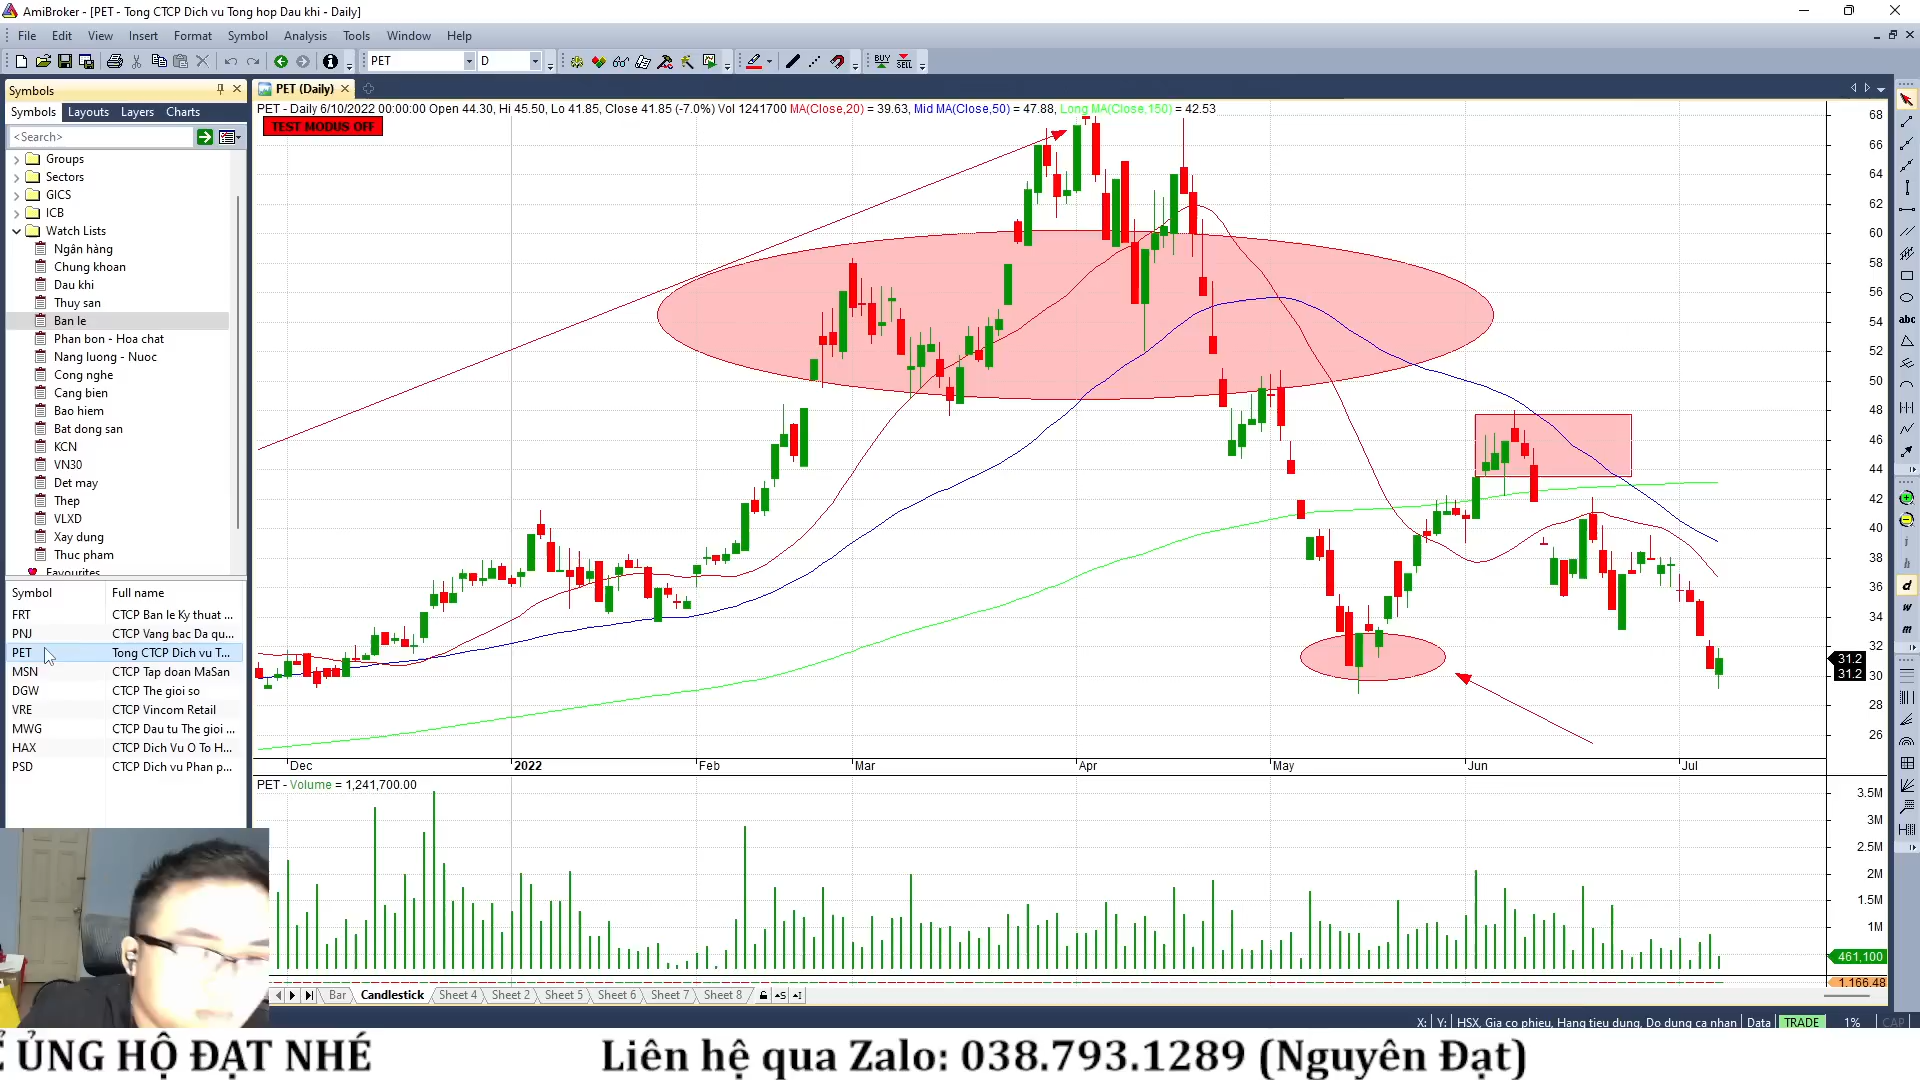 AmiBroker - [PET - Tong CTCP Dich vu Tong hop Dau khi - Daily]
File Edit View Insert Format Symbol Analysis Tools Window Help
PET D BUY SELL
Symbols
PET (Daily)
Symbols Layouts Layers Charts
<Search>
PET - Daily 6/10/2022 00:00:00 Open 44.30, Hi 45.50, Lo 41.85, Close 41.85 (-7.0%) Vol 1241700 MA(Close,20) = 39.63, Mid MA(Close,50) = 47.88, Long MA(Close,150) = 42.53
TEST MODUS OFF
Groups
Sectors
GICS
ICB
Watch Lists
Ngân hàng
Chung khoan
Dau khi
Thuy san
Ban le
Phan bon - Hoa chat
Nang luong - Nuoc
Cong nghe
Cang bien
Bao hiem
Bat dong san
KCN
VN30
Det may
Thep
VLXD
Xay dung
Thuc pham
Favourites
Symbol Full name
FRT CTCP Ban le Ky thuat ...
PNJ CTCP Vang bac Da qu...
PET Tong CTCP Dich vu T...
MSN CTCP Tap doan MaSan
DGW CTCP The gioi so
VRE CTCP Vincom Retail
MWG CTCP Dau tu The gioi ...
HAX CTCP Dich Vu O To H...
PSD CTCP Dich vu Phan p...
68
66
64
62
60
58
56
54
52
50
48
46
44
42
40
38
36
34
32
31.2
31.2
30
28
26
Dec 2022 Feb Mar Apr May Jun Jul
PET - Volume = 1,241,700.00
3.5M
3M
2.5M
2M
1.5M
1M
461,100
1,166.48
abc
d
w
m
Bar Candlestick Sheet 4 Sheet 2 Sheet 5 Sheet 6 Sheet 7 Sheet 8
X: Y: HSX, Gia co phieu, Hang tieu dung, Do dung ca nhan Data TRADE 1% CAP
Ể ỦNG HỘ ĐẠT NHÉ Liên hệ qua Zalo: 038.793.1289 (Nguyên Đạt)